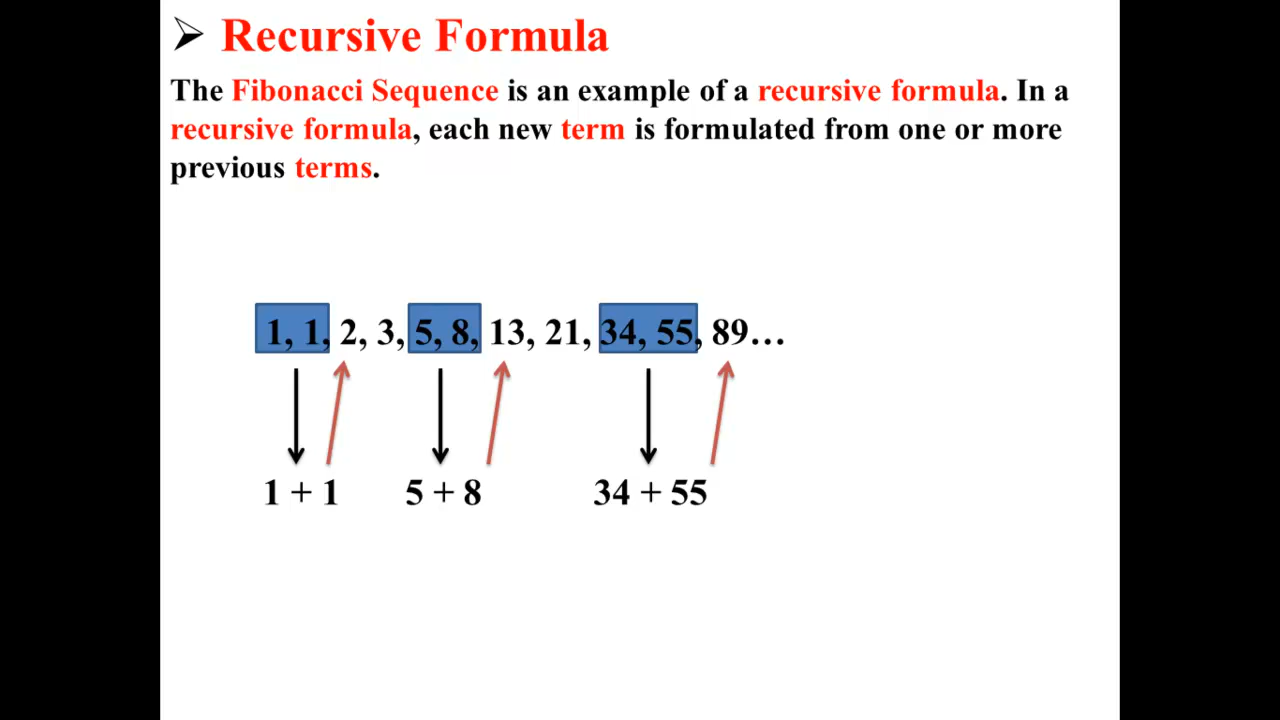 ➢ Recursive Formula
The Fibonacci Sequence is an example of a recursive formula. In a
recursive formula, each new term is formulated from one or more
previous terms.
1, 1, 2, 3, 5, 8, 13, 21, 34, 55, 89…
1 + 1 5 + 8 34 + 55